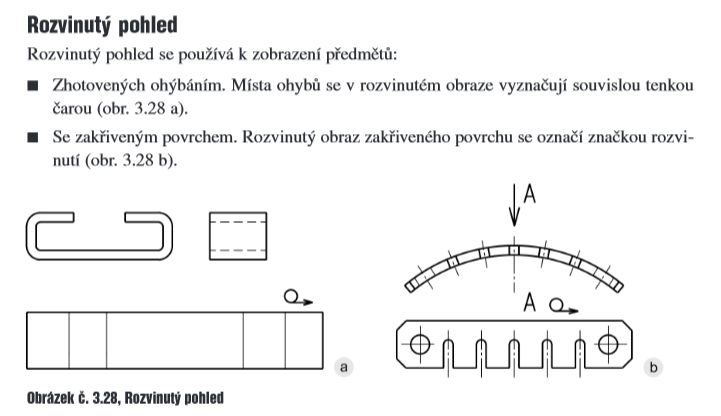 Rozvinutý pohled
Rozvinutý pohled se používá k zobrazení předmětů:
■ Zhotovených ohýbáním. Místa ohybů se v rozvinutém obraze vyznačují souvislou tenkou
čarou (obr. 3.28 a).
■ Se zakřiveným povrchem. Rozvinutý obraz zakřiveného povrchu se označí značkou rozvi-
nutí (obr. 3.28 b).
A
A
a
b
Obrázek č. 3.28, Rozvinutý pohled